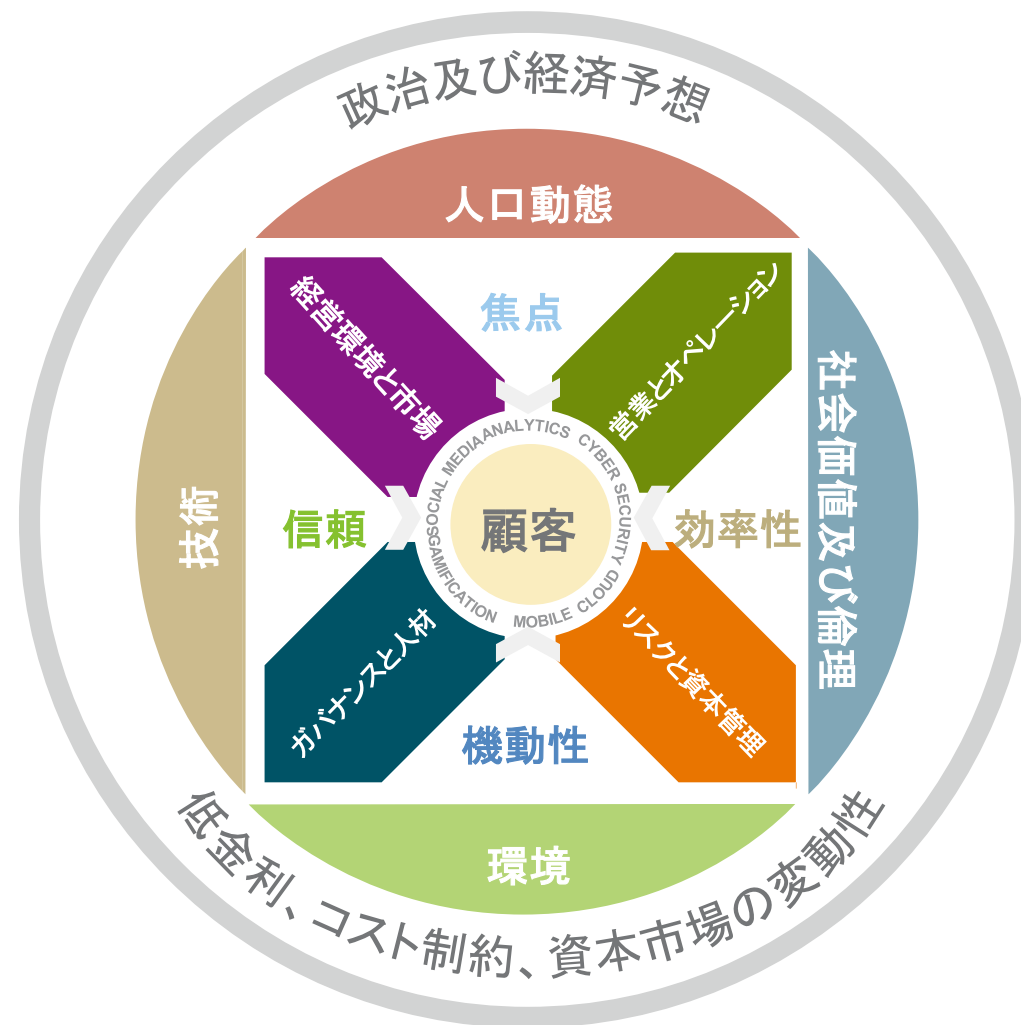 政治及び経済予想
人口動態
経営環境と市場
焦点
営業とオペレーション
社会価値及び倫理
技術
信頼
SOCIAL MEDIA
ANALYTICS
CYBER SECURITY
顧客
効率性
GAMIFICATION
MOBILE
CLOUD
ガバナンスと人材
リスクと資本管理
機動性
環境
低金利、コスト制約、資本市場の変動性